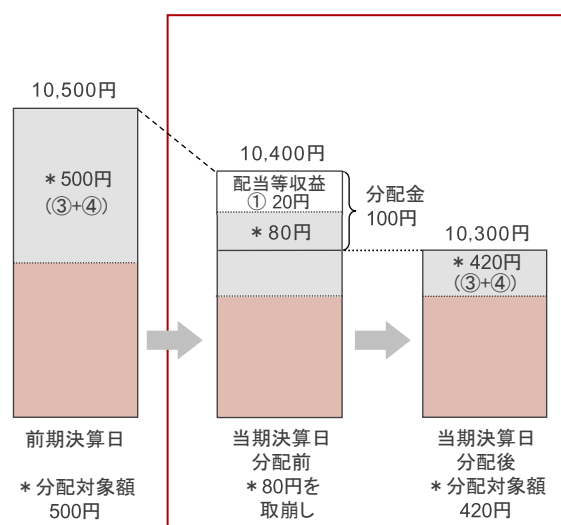 10,500円
＊500円
(③+④)
前期決算日
＊分配対象額
500円
10,400円
配当等収益
① 20円
＊80円
分配金
100円
当期決算日
分配前
＊80円を
取崩し
10,300円
＊420円
(③+④)
当期決算日
分配後
＊分配対象額
420円